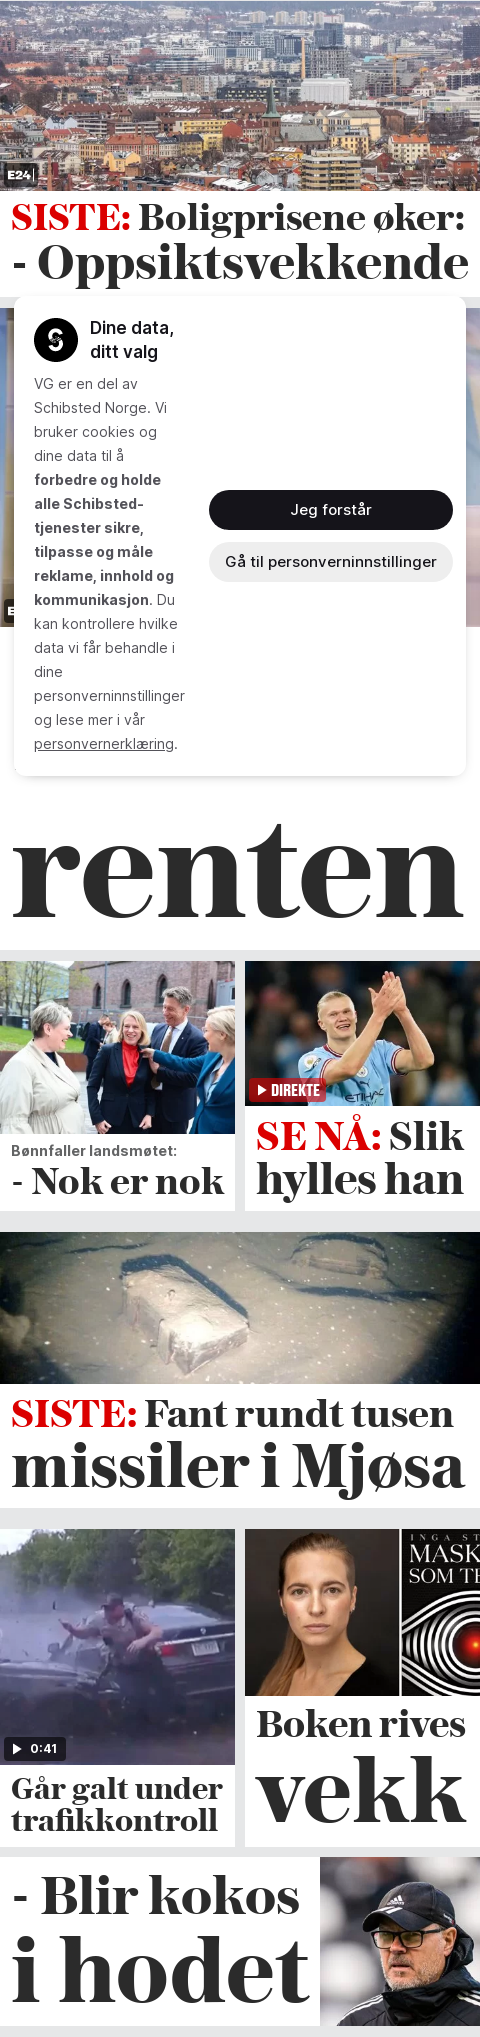 E24
SISTE: Boligprisene øker:
- Oppsiktsvekkende
Dine data,
ditt valg
VG er en del av
Schibsted Norge. Vi
bruker cookies og
dine data til å
forbedre og holde
alle Schibsted-
tjenester sikre,
tilpasse og måle
reklame, innhold og
kommunikasjon. Du
kan kontrollere hvilke
data vi får behandle i
dine
personverninnstillinger
og lese mer i vår
personvernerklæring.
Jeg forstår
Gå til personverninnstillinger
renten
Bønnfaller landsmøtet:
- Nok er nok
ETIHAD
DIREKTE
SE NÅ: Slik
hylles han
SISTE: Fant rundt tusen
missiler i Mjøsa
0:41
Går galt under
trafikkontroll
INGA ST
MASK
SOM TE
Boken rives
vekk
- Blir kokos
i hodet